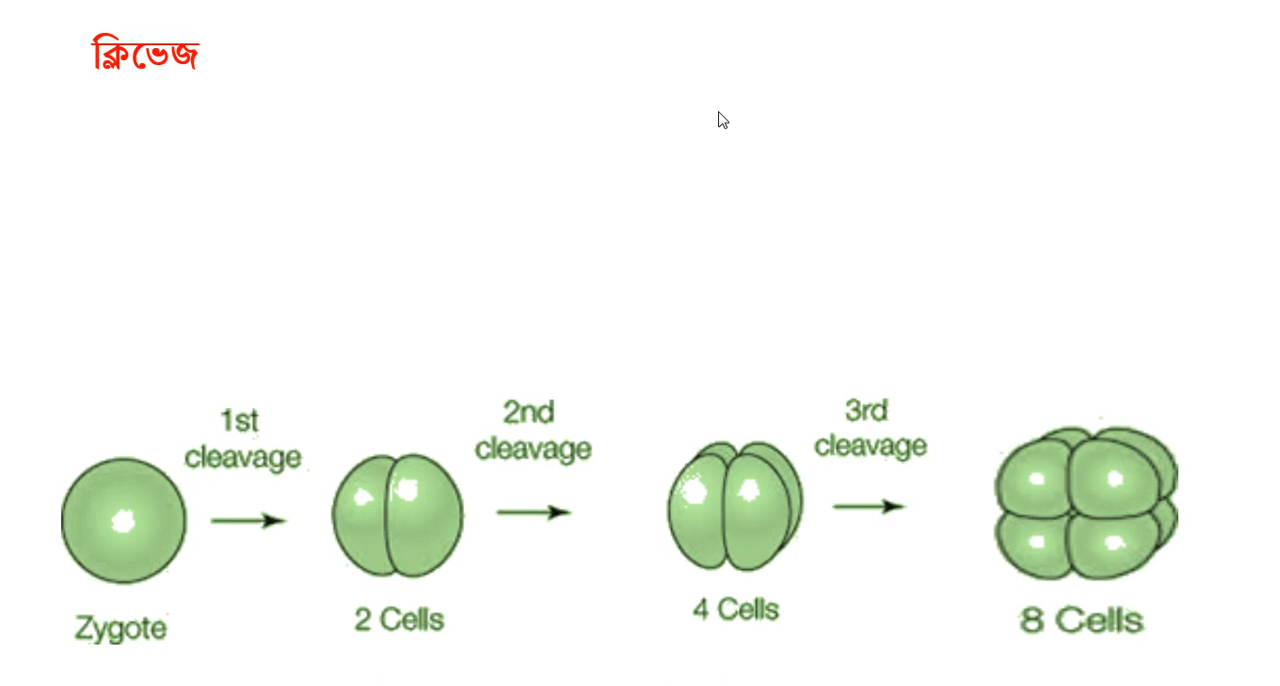 ক্লিভেজ
1st
cleavage
2nd
cleavage
3rd
cleavage
Zygote
2 Cells
4 Cells
8 Cells